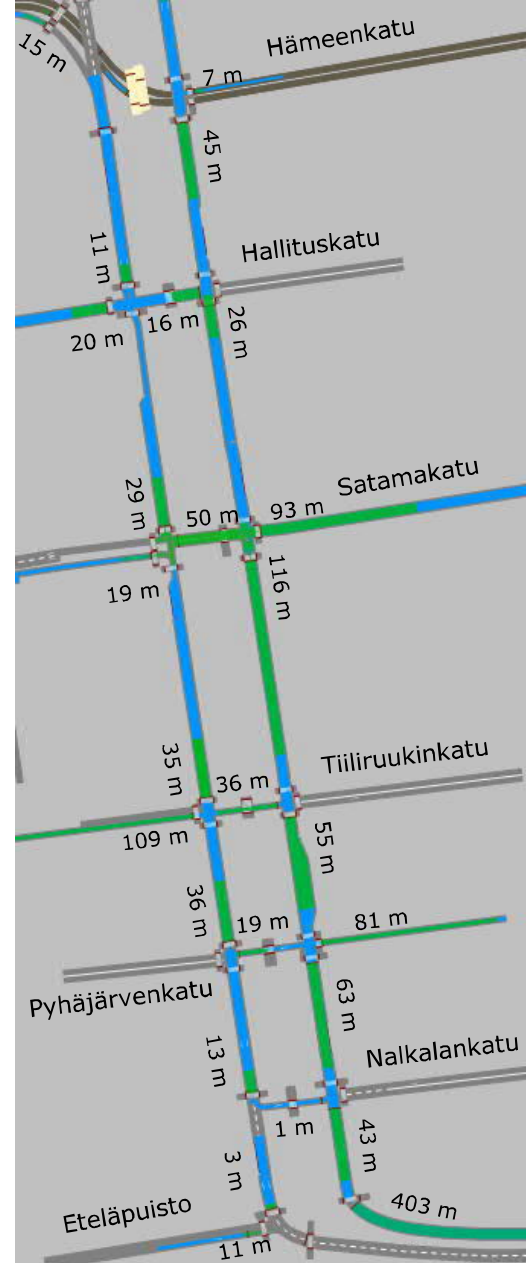 15 m
Hämeenkatu
7 m
45 m
11 m
Hallituskatu
20 m
16 m
26 m
Satamakatu
29 m
50 m
93 m
19 m
116 m
35 m
36 m
Tiiliruukinkatu
109 m
55 m
36 m
19 m
81 m
Pyhäjärvenkatu
63 m
13 m
Nalkalankatu
1 m
43 m
3 m
Eteläpuisto
403 m
11 m